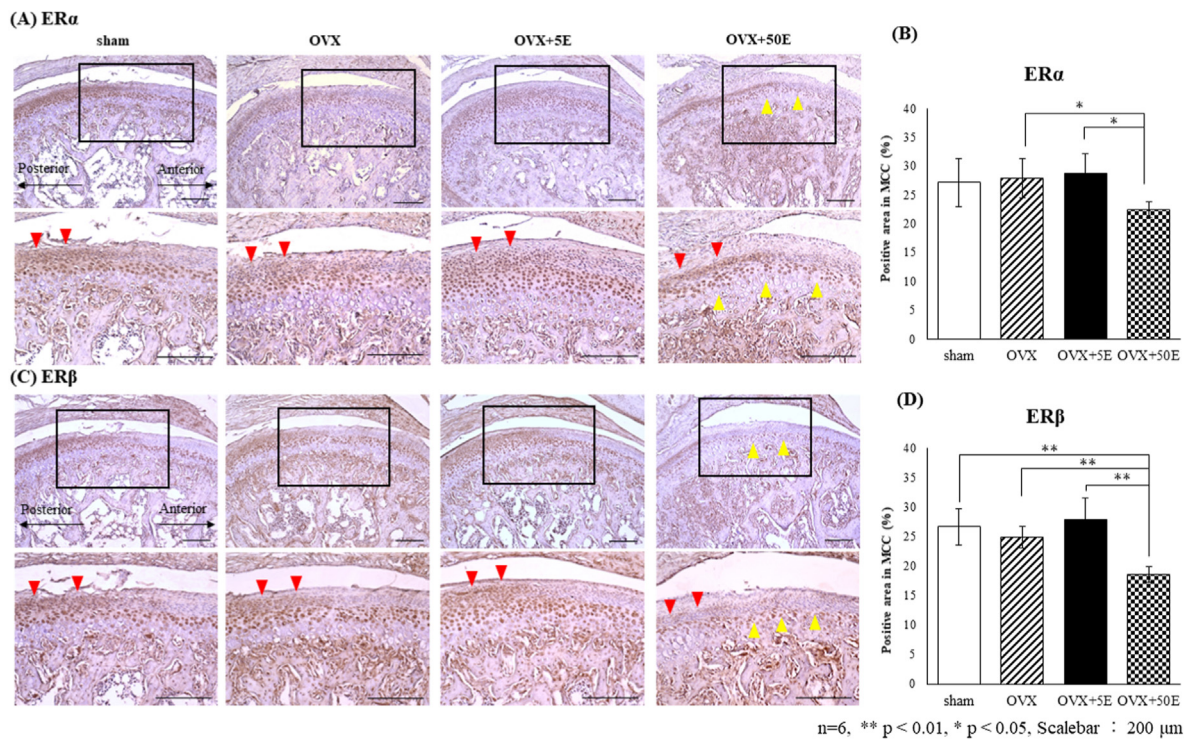 (A) ERα
sham OVX OVX+5E OVX+50E
Posterior Anterior
(B)
ERα
Positive area in MCC (%)
40
35
30
25
20
15
10
5
0
* 
*
sham OVX OVX+5E OVX+50E
(C) ERβ
Posterior Anterior
(D)
ERβ
Positive area in MCC (%)
40
35
30
25
20
15
10
5
0
**
**
**
sham OVX OVX+5E OVX+50E
n=6, ** p < 0.01, * p < 0.05, Scalebar : 200 μm